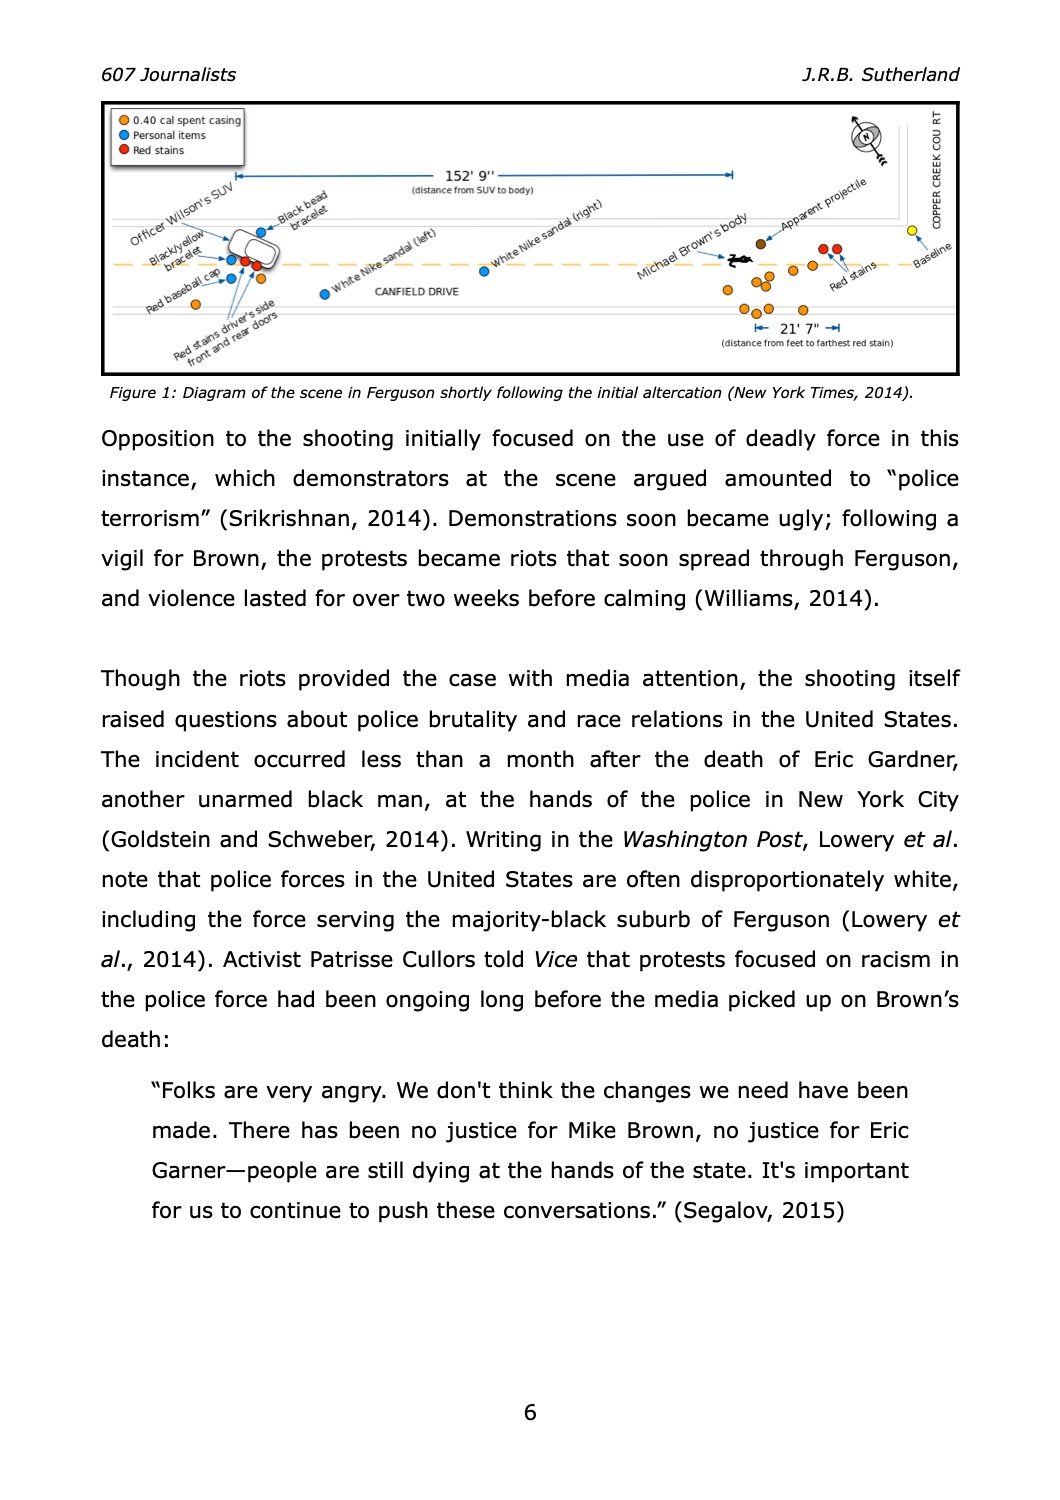 607 Journalists
J.R.B. Sutherland
0.40 cal spent casing
Personal items
Red stains
N
COPPER CREEK COU RT
152' 9''
(distance from SUV to body)
Officer Wilson's SUV
Black bead
bracelet
Black/yellow
bracelet
Red baseball cap
Red stains driver's side
front and rear doors
White Nike sandal (left)
White Nike sandal (right)
CANFIELD DRIVE
Michael Brown's body
Apparent projectile
Red stains
Baseline
21' 7"
(distance from feet to farthest red stain)
Figure 1: Diagram of the scene in Ferguson shortly following the initial altercation (New York Times, 2014).
Opposition to the shooting initially focused on the use of deadly force in this
instance, which demonstrators at the scene argued amounted to “police
terrorism” (Srikrishnan, 2014). Demonstrations soon became ugly; following a
vigil for Brown, the protests became riots that soon spread through Ferguson,
and violence lasted for over two weeks before calming (Williams, 2014).
Though the riots provided the case with media attention, the shooting itself
raised questions about police brutality and race relations in the United States.
The incident occurred less than a month after the death of Eric Gardner,
another unarmed black man, at the hands of the police in New York City
(Goldstein and Schweber, 2014). Writing in the Washington Post, Lowery et al.
note that police forces in the United States are often disproportionately white,
including the force serving the majority-black suburb of Ferguson (Lowery et
al., 2014). Activist Patrisse Cullors told Vice that protests focused on racism in
the police force had been ongoing long before the media picked up on Brown’s
death:
“Folks are very angry. We don't think the changes we need have been
made. There has been no justice for Mike Brown, no justice for Eric
Garner—people are still dying at the hands of the state. It's important
for us to continue to push these conversations.” (Segalov, 2015)
6